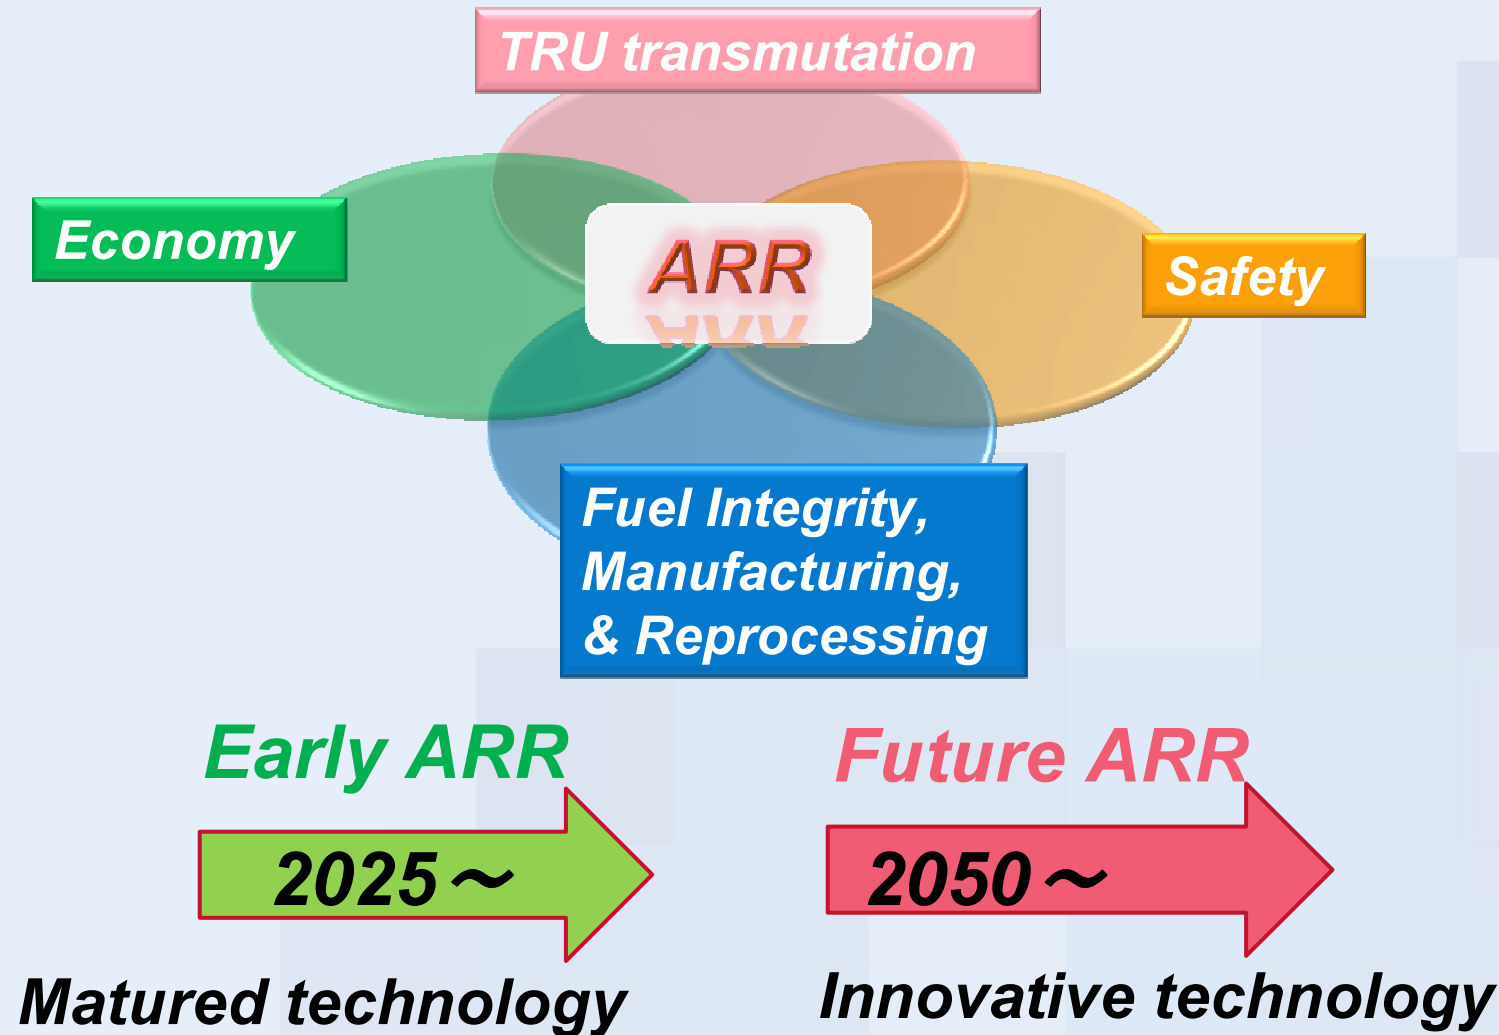 TRU transmutation
Economy
ARR
Safety
Fuel Integrity,
Manufacturing,
& Reprocessing
Early ARR
Future ARR
2025～
2050～
Matured technology
Innovative technology